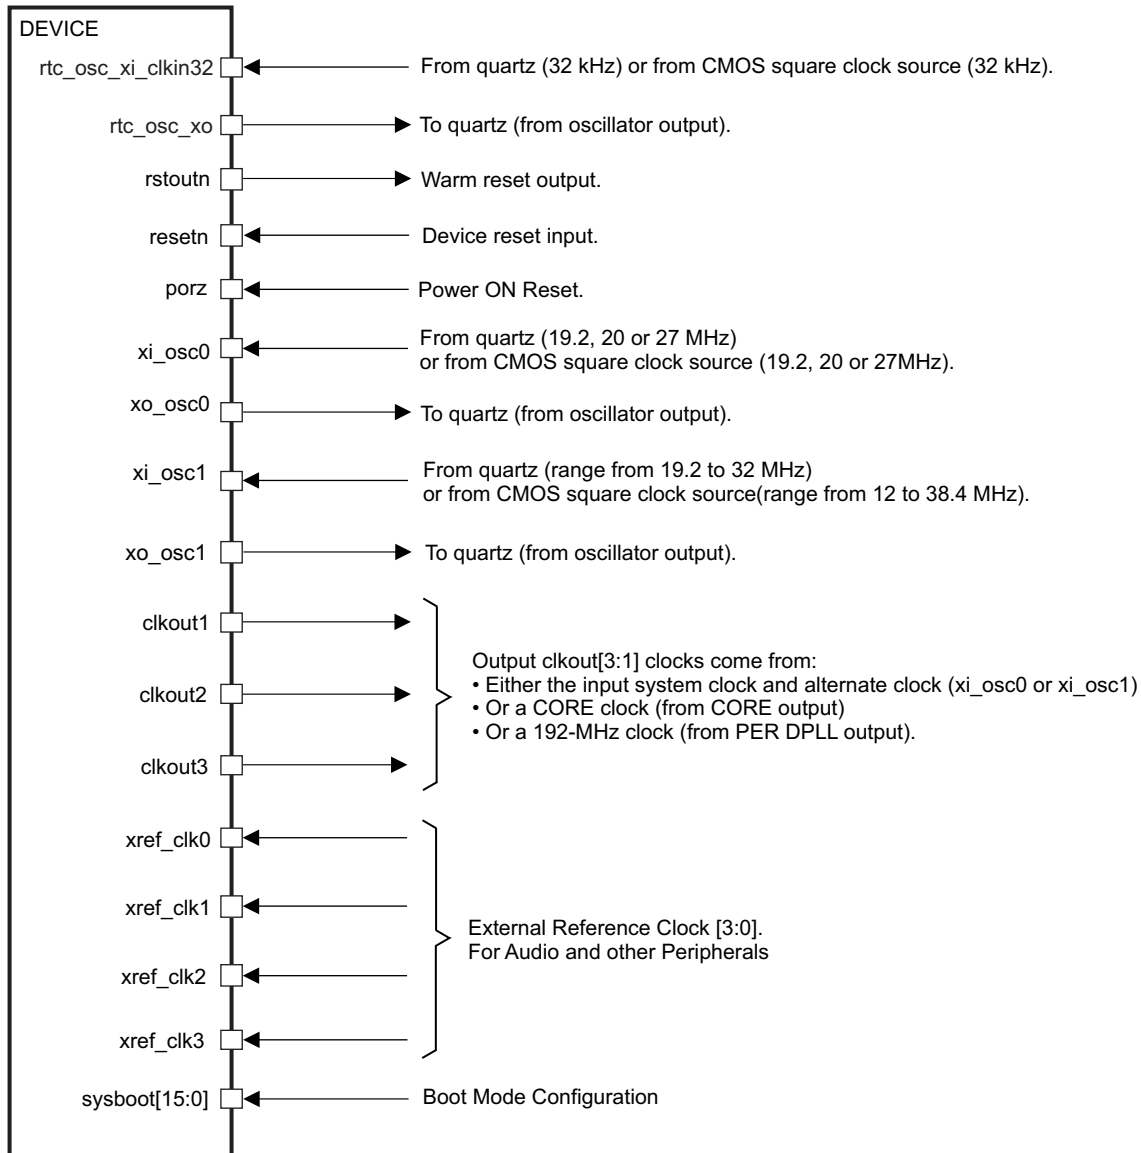 DEVICE
rtc_osc_xi_clkin32 From quartz (32 kHz) or from CMOS square clock source (32 kHz).
rtc_osc_xo To quartz (from oscillator output).
rstoutn Warm reset output.
resetn Device reset input.
porz Power ON Reset.
xi_osc0 From quartz (19.2, 20 or 27 MHz)
or from CMOS square clock source (19.2, 20 or 27MHz).
xo_osc0 To quartz (from oscillator output).
xi_osc1 From quartz (range from 19.2 to 32 MHz)
or from CMOS square clock source(range from 12 to 38.4 MHz).
xo_osc1 To quartz (from oscillator output).
clkout1
clkout2
clkout3
Output clkout[3:1] clocks come from:
• Either the input system clock and alternate clock (xi_osc0 or xi_osc1)
• Or a CORE clock (from CORE output)
• Or a 192-MHz clock (from PER DPLL output).
xref_clk0
xref_clk1
xref_clk2
xref_clk3
External Reference Clock [3:0].
For Audio and other Peripherals
sysboot[15:0] Boot Mode Configuration